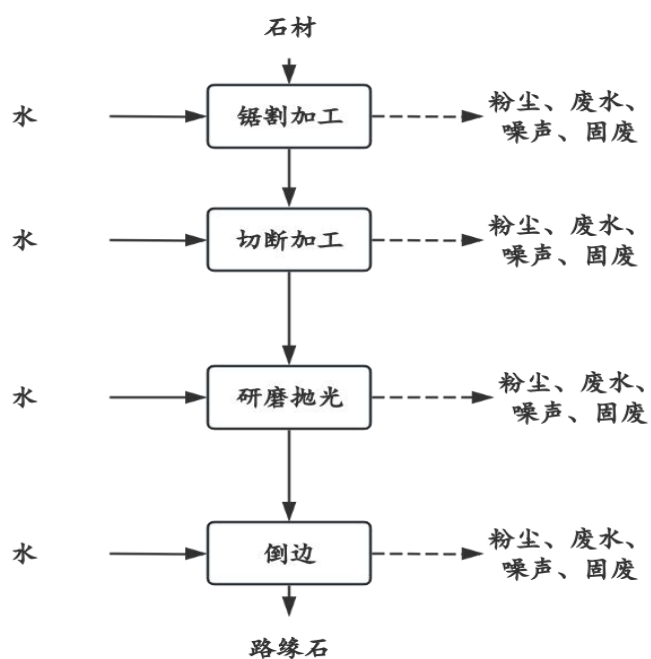 石材
水
锯割加工
粉尘、废水、
噪声、固废
水
切断加工
粉尘、废水、
噪声、固废
水
研磨抛光
粉尘、废水、
噪声、固废
水
倒边
粉尘、废水、
噪声、固废
路缘石